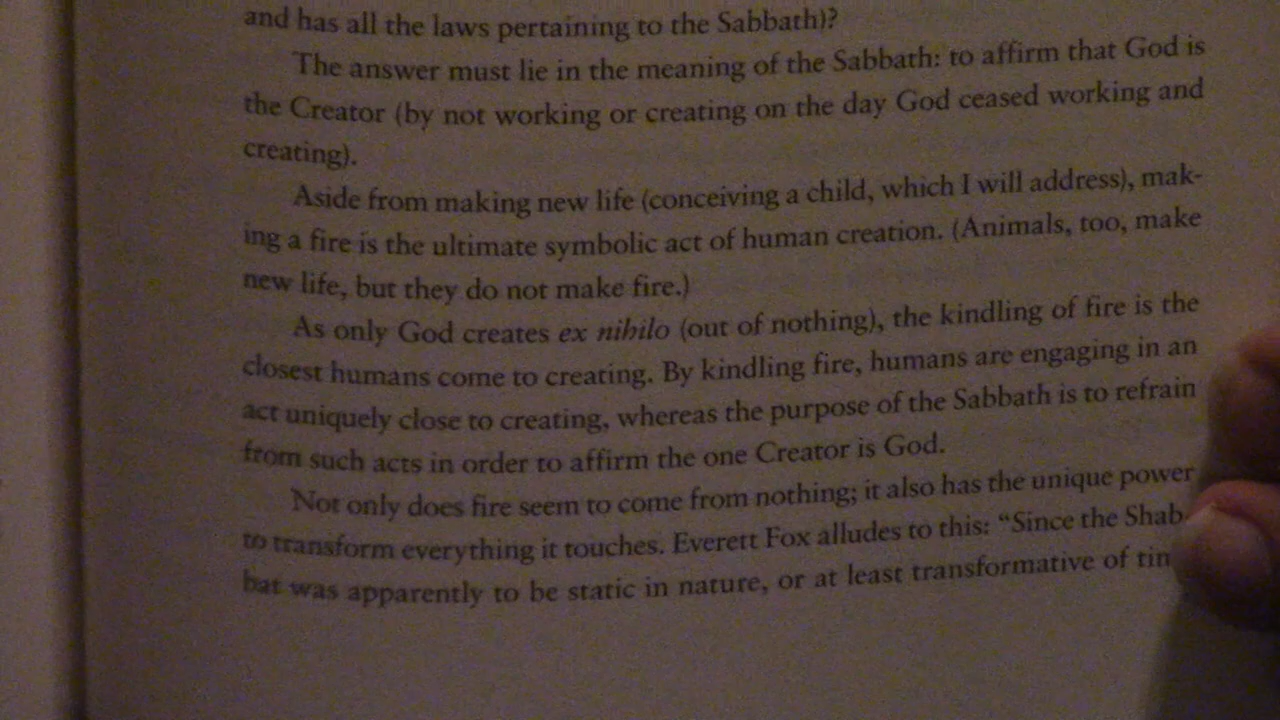 and has all the laws pertaining to the Sabbath)?
The answer must lie in the meaning of the Sabbath: to affirm that God is
the Creator (by not working or creating on the day God ceased working and
creating).
Aside from making new life (conceiving a child, which I will address), mak-
ing a fire is the ultimate symbolic act of human creation. (Animals, too, make
new life, but they do not make fire.)
As only God creates ex nihilo (out of nothing), the kindling of fire is the
closest humans come to creating. By kindling fire, humans are engaging in an
act uniquely close to creating, whereas the purpose of the Sabbath is to refrain
from such acts in order to affirm the one Creator is God.
Not only does fire seem to come from nothing; it also has the unique power
to transform everything it touches. Everett Fox alludes to this: “Since the Shab-
bat was apparently to be static in nature, or at least transformative of